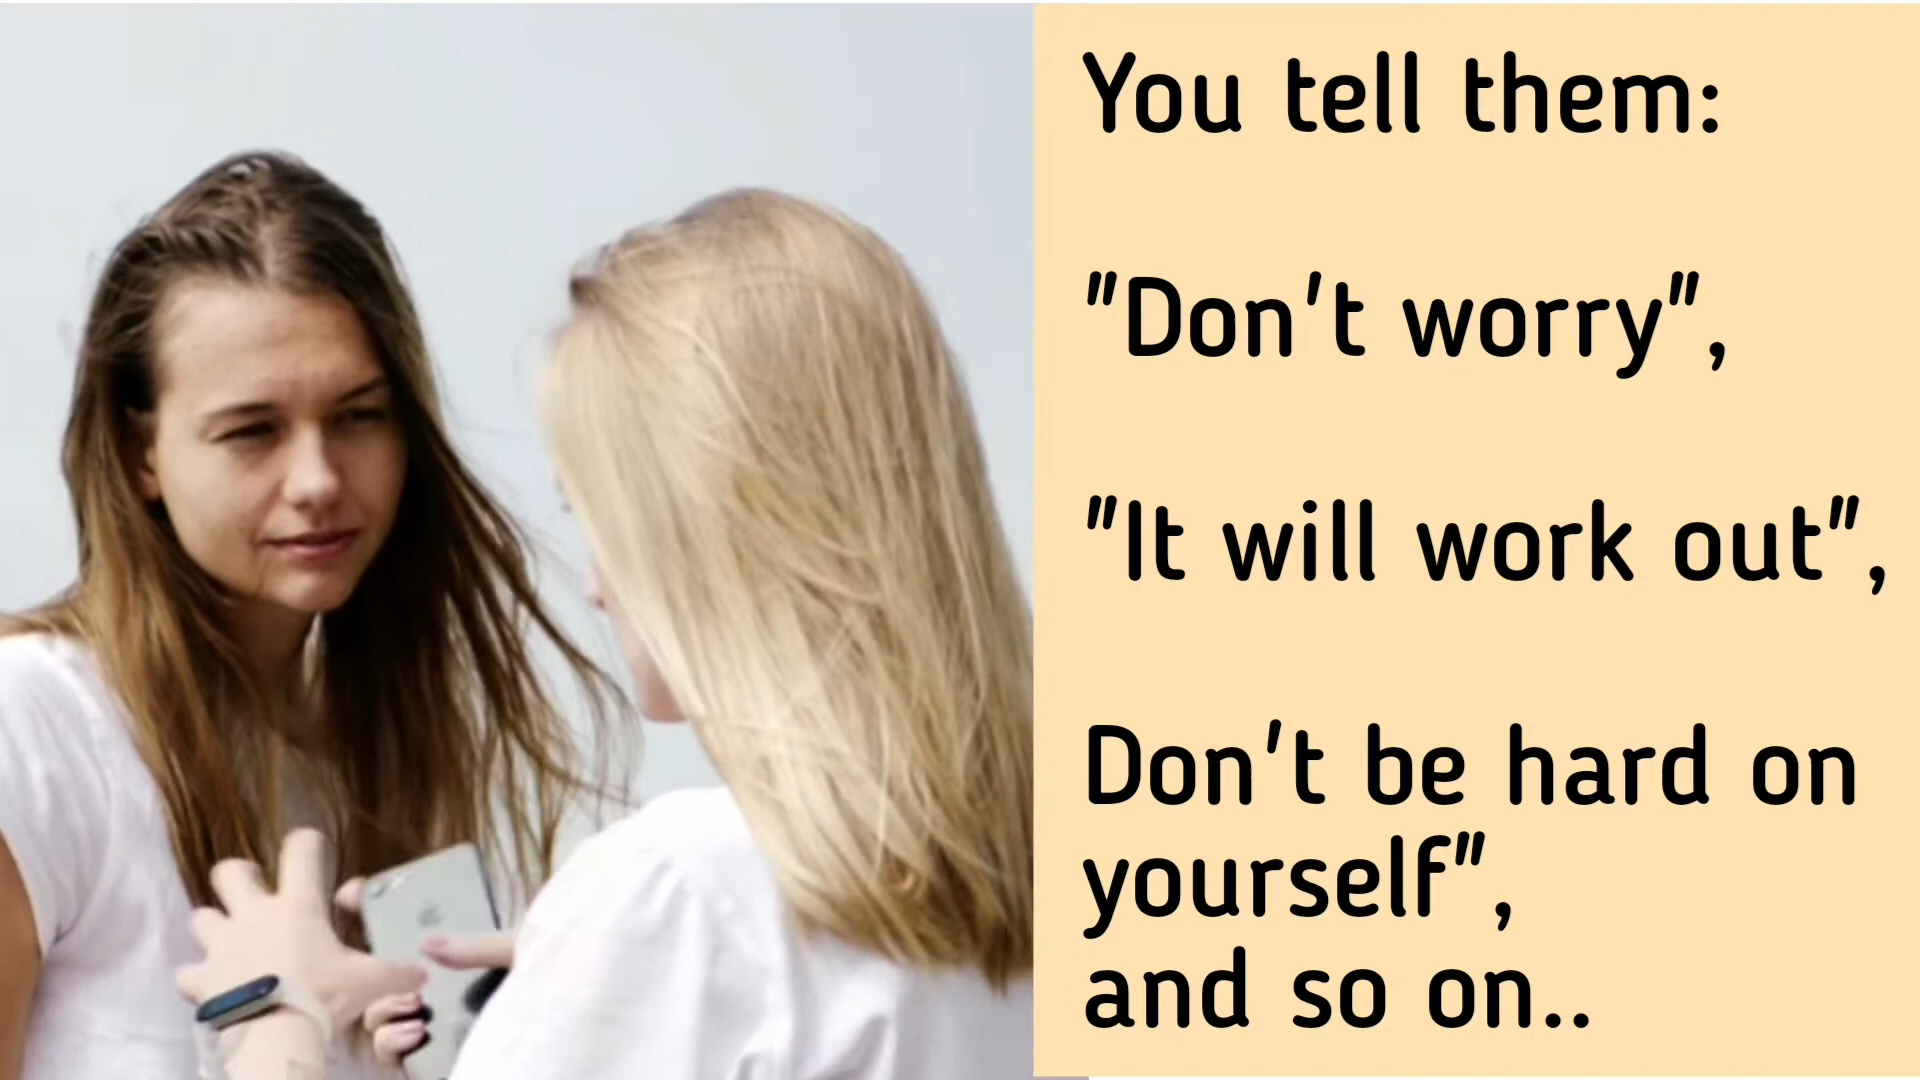 You tell them:
"Don't worry",
"It will work out",
Don't be hard on
yourself",
and so on..